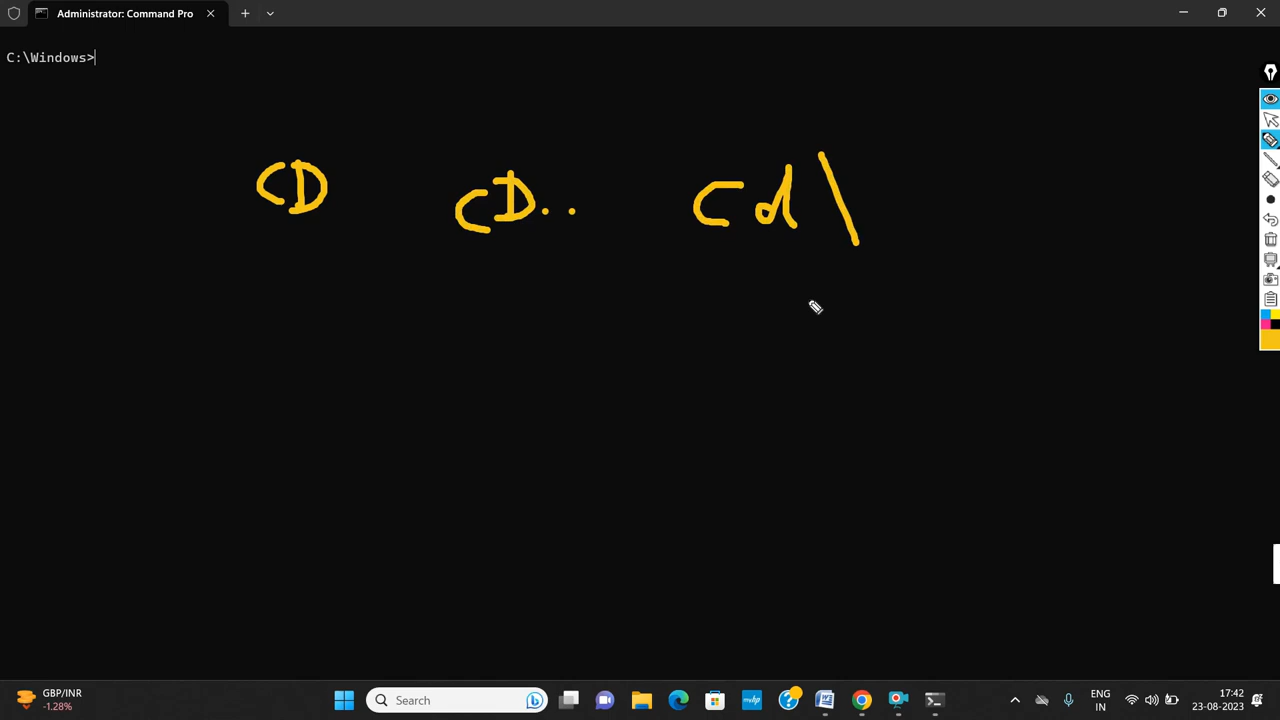 Administrator: Command Pro
C:\Windows>
CD CD.. Cd\
GBP/INR
-1.28%
Search
ENG
IN
17:42
23-08-2023